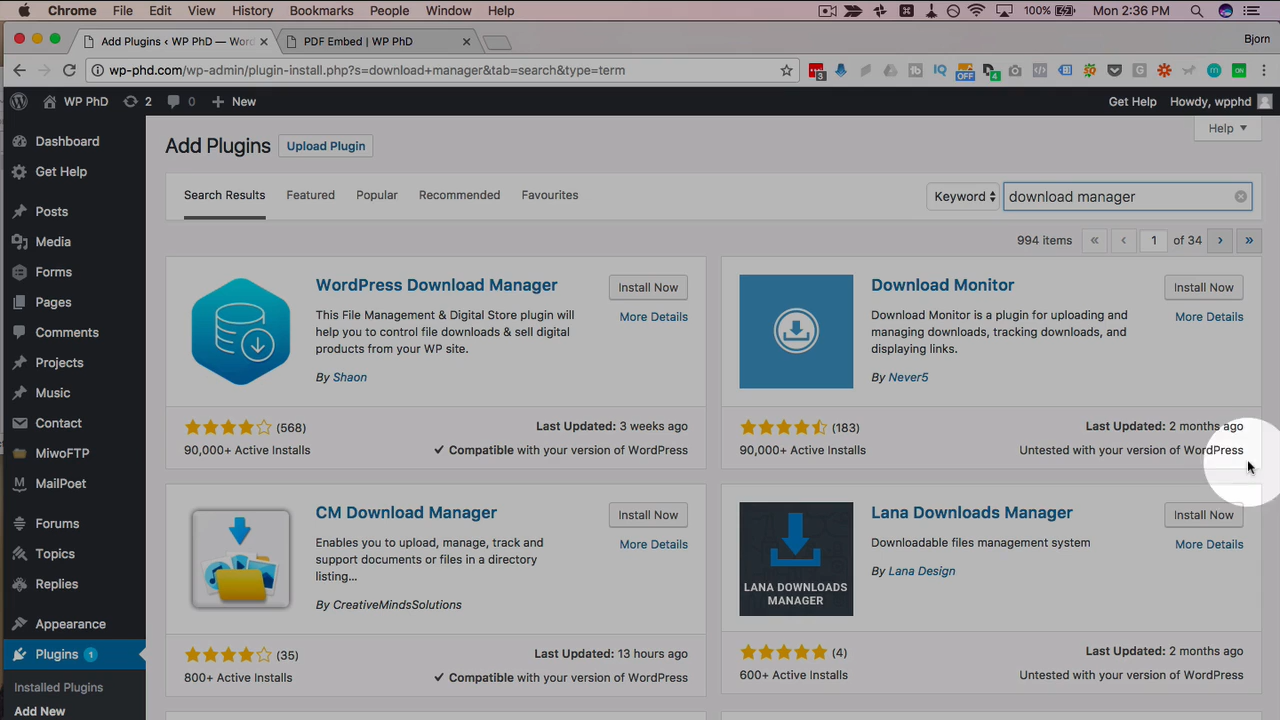 Chrome File Edit View History Bookmarks People Window Help 100% Mon 2:36 PM
Add Plugins ‹ WP PhD — Word
PDF Embed | WP PhD
Bjorn
wp-phd.com/wp-admin/plugin-install.php?s=download+manager&tab=search&type=term
3 OFF 4 ON
WP PhD 2 0 + New Get Help Howdy, wpphd
Help
Dashboard
Get Help
Posts
Media
Forms
Pages
Comments
Projects
Music
Contact
MiwoFTP
MailPoet
Forums
Topics
Replies
Appearance
Plugins 1
Installed Plugins
Add New
Add Plugins Upload Plugin
Search Results Featured Popular Recommended Favourites Keyword download manager
994 items « ‹ 1 of 34 › »
WordPress Download Manager
Install Now
More Details
This File Management & Digital Store plugin will
help you to control file downloads & sell digital
products from your WP site.
By Shaon
(568) Last Updated: 3 weeks ago
90,000+ Active Installs ✓ Compatible with your version of WordPress
Download Monitor
Install Now
More Details
Download Monitor is a plugin for uploading and
managing downloads, tracking downloads, and
displaying links.
By Never5
(183) Last Updated: 2 months ago
90,000+ Active Installs Untested with your version of WordPress
CM Download Manager
Install Now
More Details
Enables you to upload, manage, track and
support documents or files in a directory
listing...
By CreativeMindsSolutions
(35) Last Updated: 13 hours ago
800+ Active Installs ✓ Compatible with your version of WordPress
LANA DOWNLOADS
MANAGER
Lana Downloads Manager
Install Now
More Details
Downloadable files management system
By Lana Design
(4) Last Updated: 2 months ago
600+ Active Installs Untested with your version of WordPress